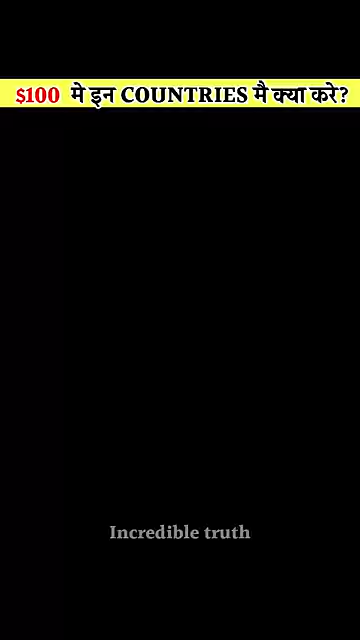 $100 मे इन COUNTRIES मै क्या करे?
Incredible truth